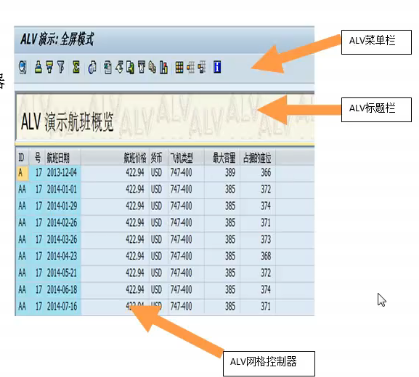 ALV 演示: 全屏模式
ALV菜单栏
器
ALV标题栏
ALV 演示航班概览
ID 号 航班日期 航班价格 货币 飞机类型 最大容量 占据的座位
A 17 2013-12-04 422.94 USD 747-400 389 366
AA 17 2014-01-01 422.94 USD 747-400 385 372
AA 17 2014-01-29 422.94 USD 747-400 385 374
AA 17 2014-02-26 422.94 USD 747-400 385 371
AA 17 2014-03-26 422.94 USD 747-400 385 373
AA 17 2014-04-23 422.94 USD 747-400 385 368
AA 17 2014-05-21 422.94 USD 747-400 385 372
AA 17 2014-06-18 422.94 USD 747-400 385 374
AA 17 2014-07-16 422.94 USD 747-400 385 371
ALV网格控制器